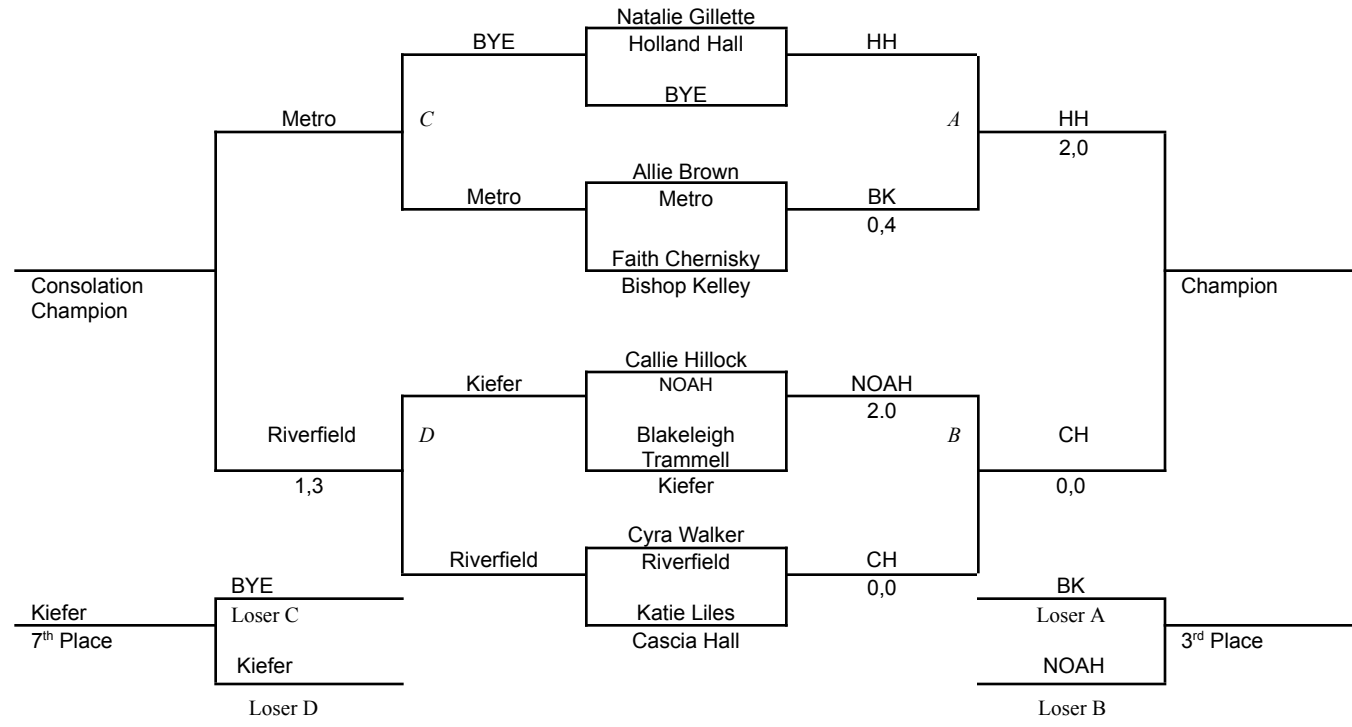 Natalie Gillette
BYE
Holland Hall
HH
BYE
Metro
C
A
HH
2,0
Allie Brown
Metro
Metro
BK
0,4
Faith Chernisky
Bishop Kelley
Consolation
Champion
Champion
Callie Hillock
Kiefer
NOAH
NOAH
2.0
Riverfield
D
Blakeleigh
Trammell
B
CH
1,3
Kiefer
0,0
Cyra Walker
Riverfield
Riverfield
CH
0,0
BYE
BK
Kiefer
Loser C
Katie Liles
Loser A
7th Place
Cascia Hall
3rd Place
Kiefer
NOAH
Loser D
Loser B